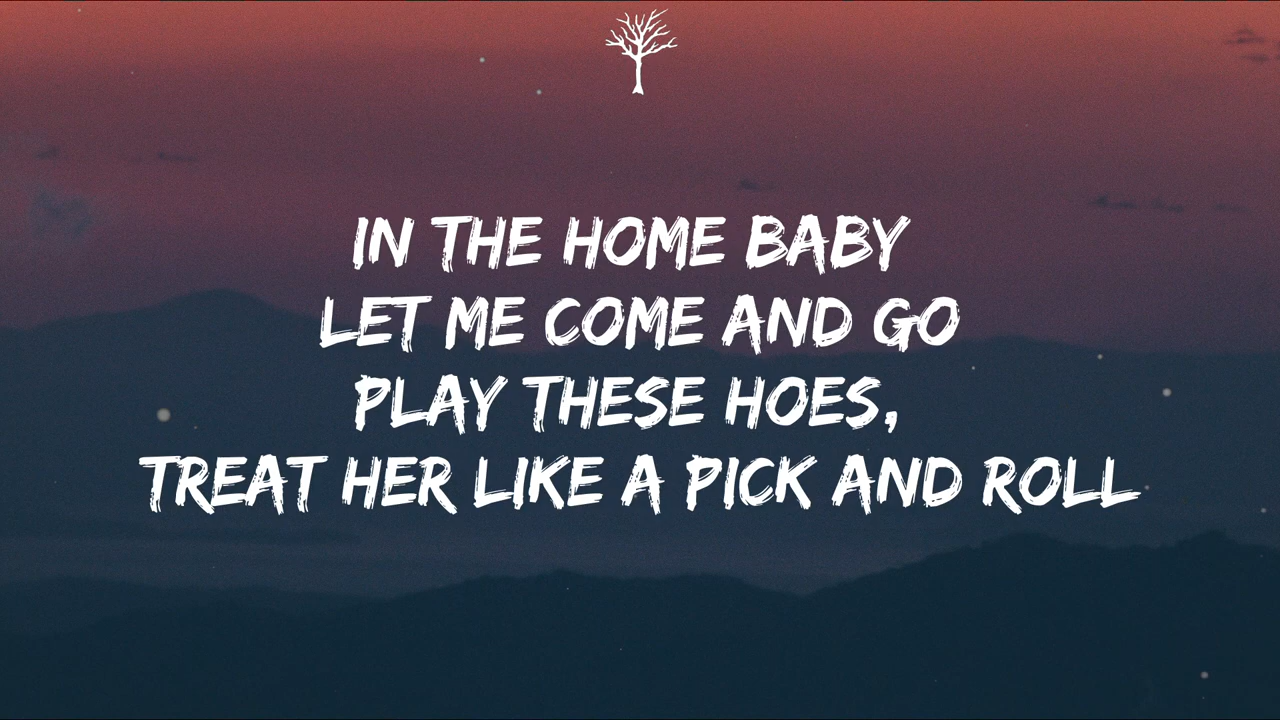 IN THE HOME BABY
LET ME COME AND GO
PLAY THESE HOES,
TREAT HER LIKE A PICK AND ROLL